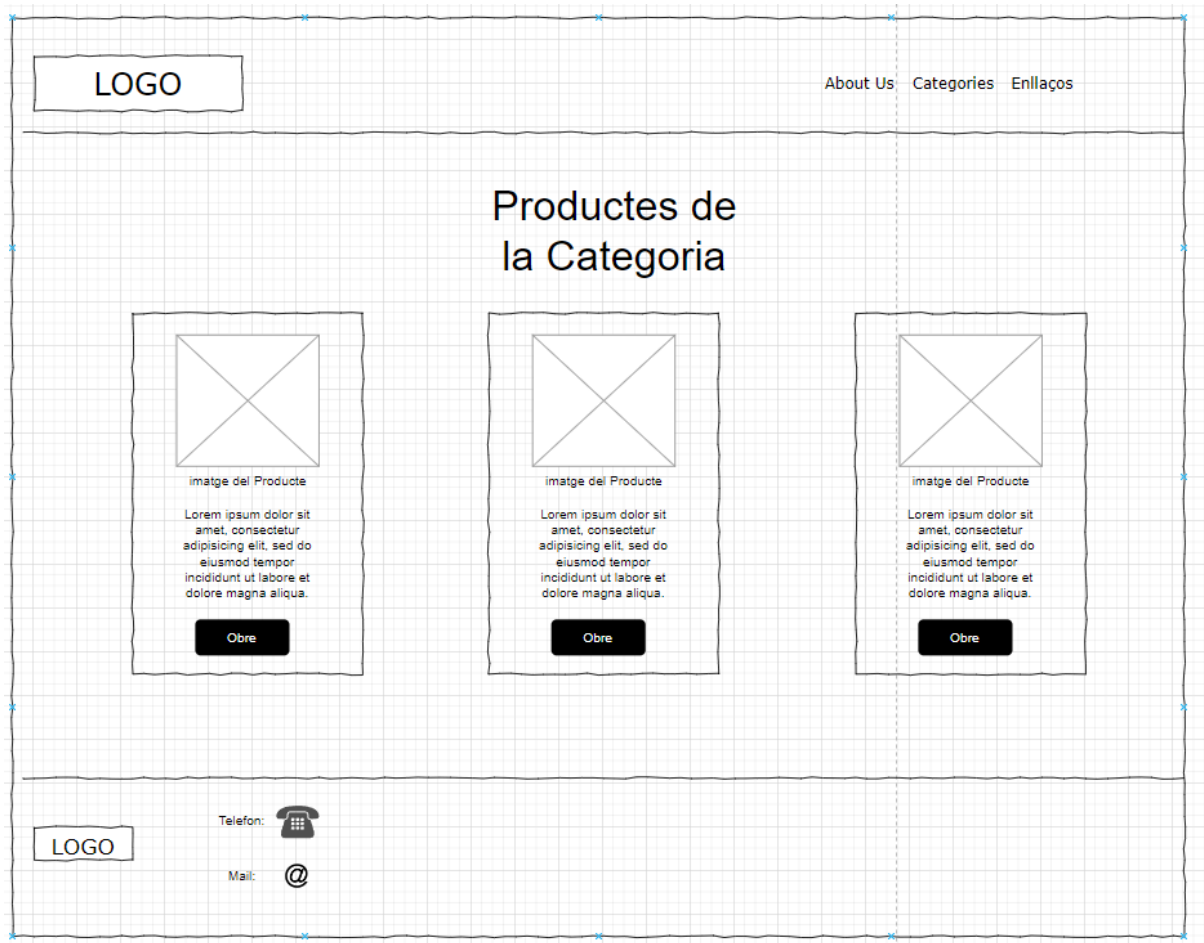 LOGO
About Us Categories Enllaços
Productes de
la Categoria
imatge del Producte
Lorem ipsum dolor sit
amet, consectetur
adipisicing elit, sed do
eiusmod tempor
incididunt ut labore et
dolore magna aliqua.
Obre
imatge del Producte
Lorem ipsum dolor sit
amet, consectetur
adipisicing elit, sed do
eiusmod tempor
incididunt ut labore et
dolore magna aliqua.
Obre
imatge del Producte
Lorem ipsum dolor sit
amet, consectetur
adipisicing elit, sed do
eiusmod tempor
incididunt ut labore et
dolore magna aliqua.
Obre
LOGO
Telefon:
Mail: @